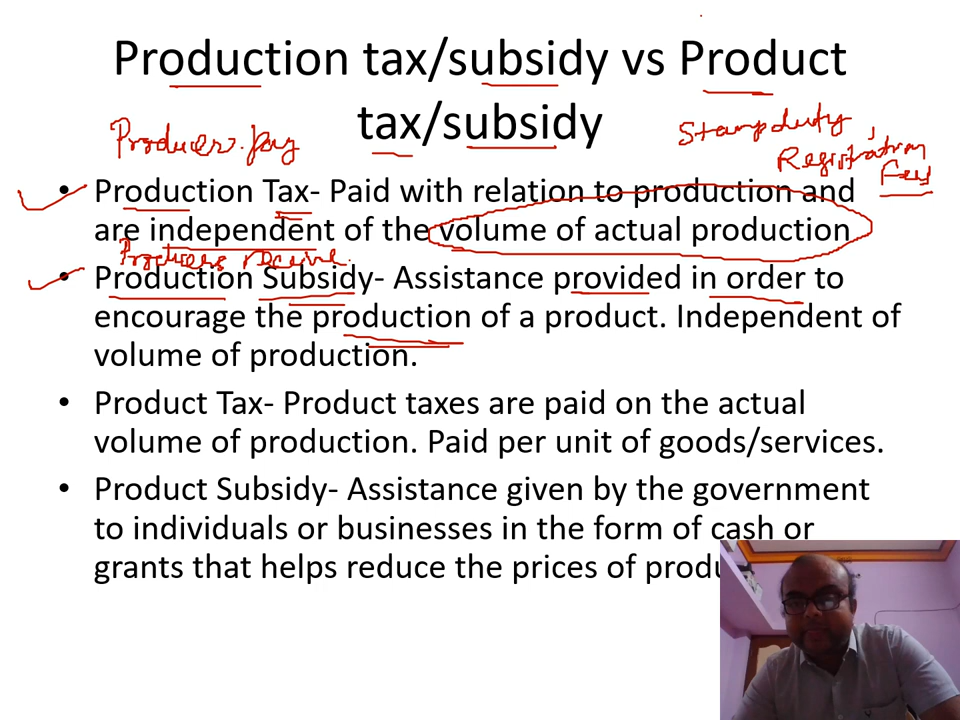 Production tax/subsidy vs Product
tax/subsidy
Producers pay
Stamp duty
Registration
Fees
• Production Tax- Paid with relation to production and
are independent of the volume of actual production
Producers receive
• Production Subsidy- Assistance provided in order to
encourage the production of a product. Independent of
volume of production.
• Product Tax- Product taxes are paid on the actual
volume of production. Paid per unit of goods/services.
• Product Subsidy- Assistance given by the government
to individuals or businesses in the form of cash or
grants that helps reduce the prices of